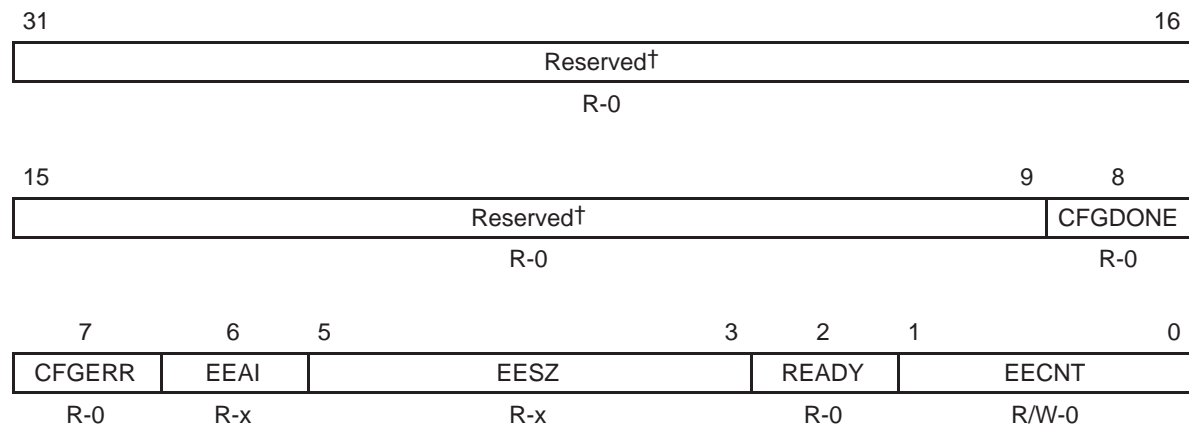 31 16
Reserved†
R-0
15 9 8
Reserved† CFGDONE
R-0 R-0
7 6 5 3 2 1 0
CFGERR EEAI EESZ READY EECNT
R-0 R-x R-x R-0 R/W-0